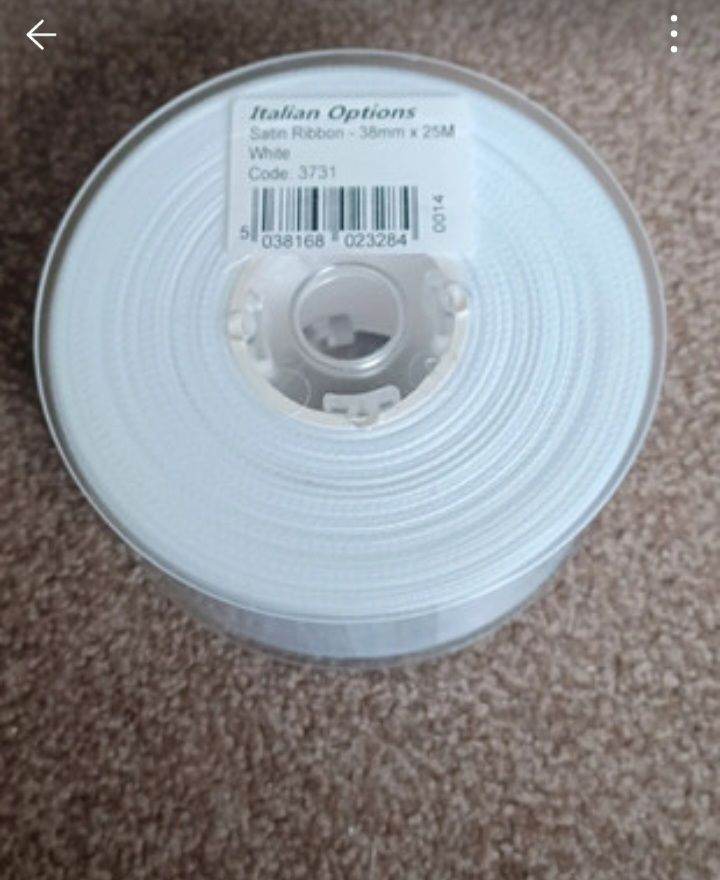 Italian Options
Satin Ribbon - 38mm x 25M
White
Code: 3731
5 038168 023284
0014